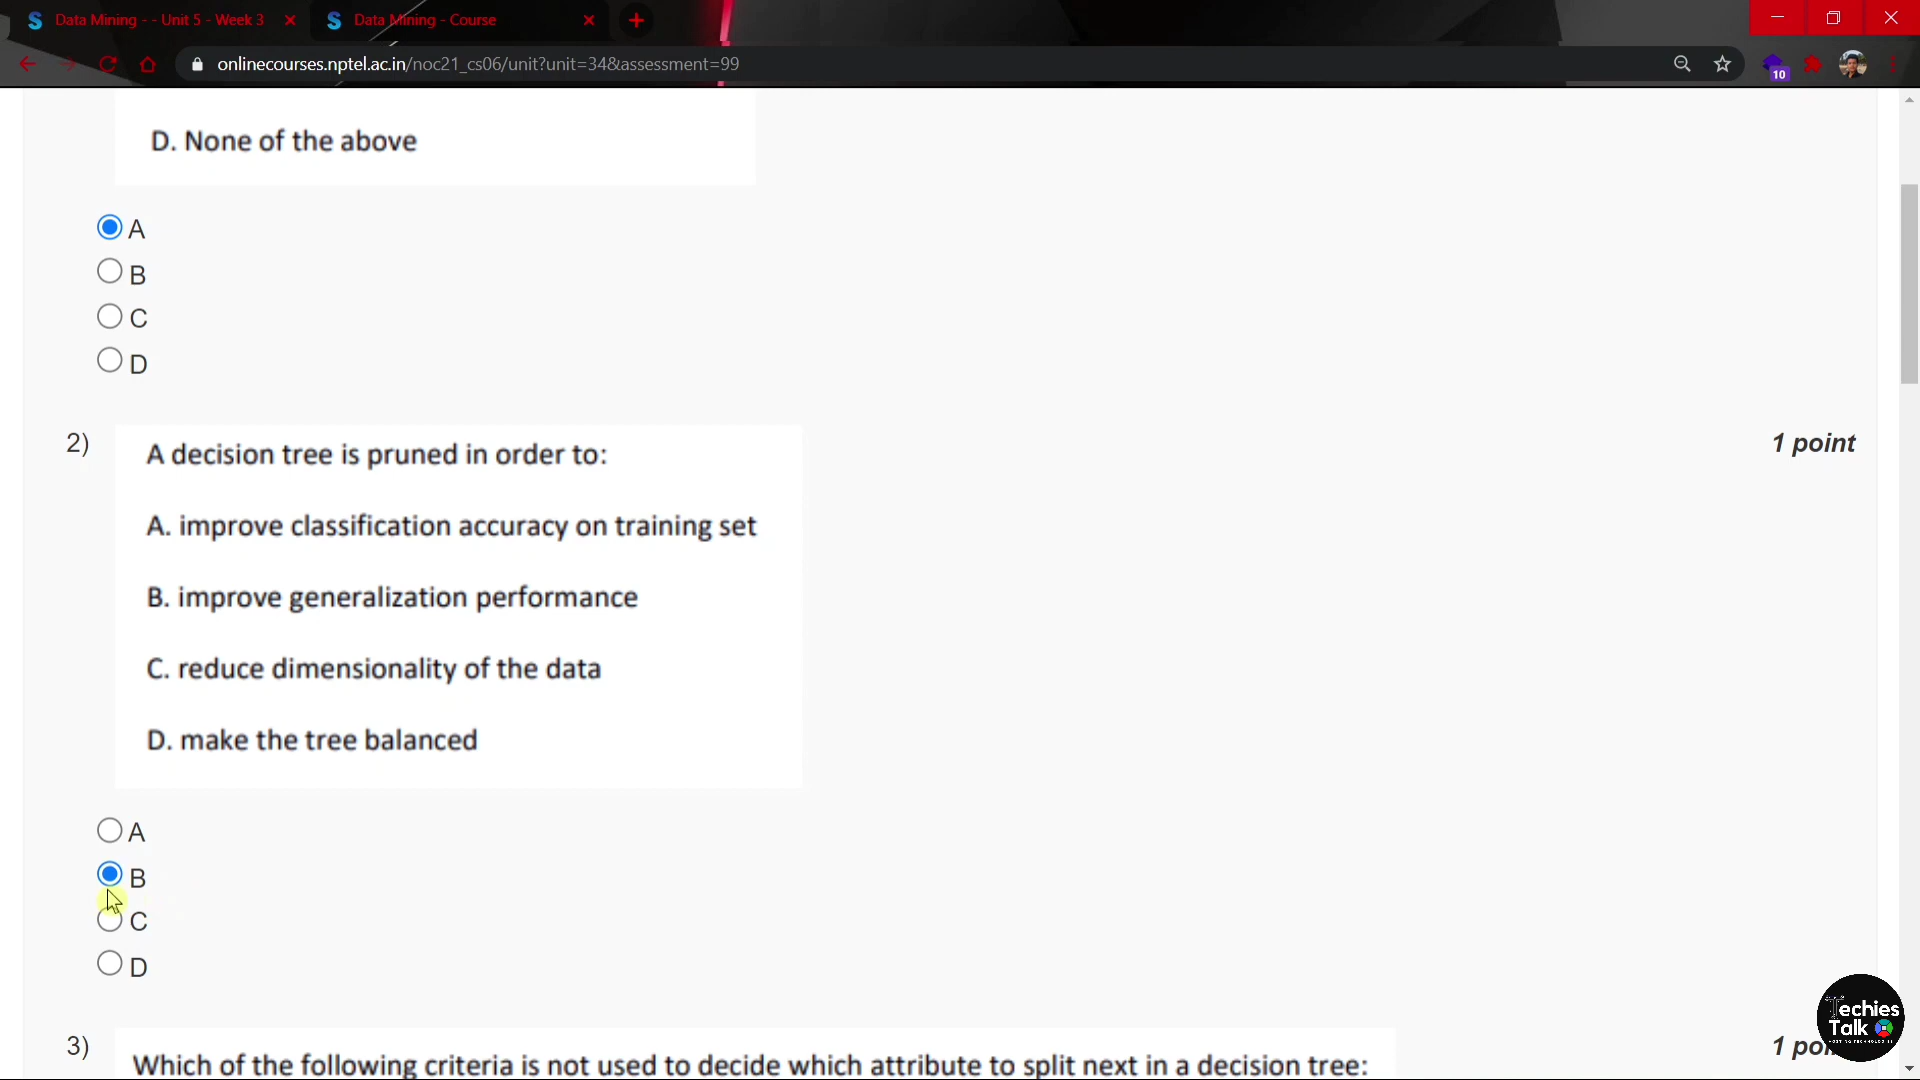 Data Mining - - Unit 5 - Week 3
Data Mining - Course
onlinecourses.nptel.ac.in/noc21_cs06/unit?unit=34&assessment=99
10
D. None of the above
A
B
C
D
2)
1 point
A decision tree is pruned in order to:
A. improve classification accuracy on training set
B. improve generalization performance
C. reduce dimensionality of the data
D. make the tree balanced
A
B
C
D
3)
Which of the following criteria is not used to decide which attribute to split next in a decision tree:
1
Techies
Talk